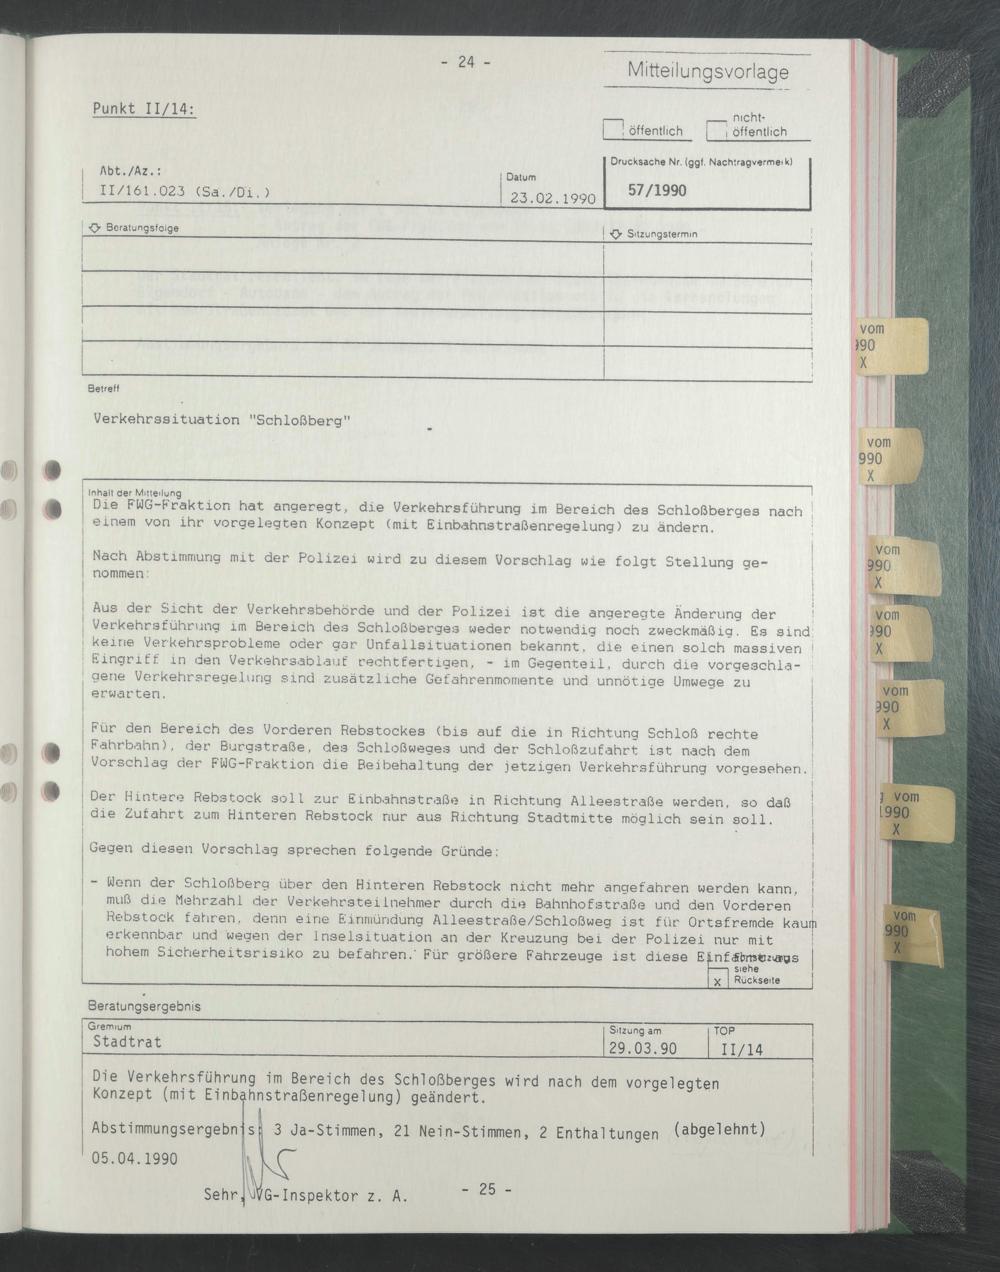 - 24 -
Mitteilungsvorlage
Punkt II/14:
öffentlich
nicht-
öffentlich
Abt./Az.:
II/161.023 (Sa./Di.)
Datum
23.02.1990
Drucksache Nr. (ggf. Nachtragvermerk)
57/1990
Beratungsfolge
Sitzungstermin
Betreff
Verkehrssituation "Schloßberg"
Inhalt der Mitteilung
Die FWG-Fraktion hat angeregt, die Verkehrsführung im Bereich des Schloßberges nach
einem von ihr vorgelegten Konzept (mit Einbahnstraßenregelung) zu ändern.
Nach Abstimmung mit der Polizei wird zu diesem Vorschlag wie folgt Stellung ge-
nommen:
Aus der Sicht der Verkehrsbehörde und der Polizei ist die angeregte Änderung der
Verkehrsführung im Bereich des Schloßberges weder notwendig noch zweckmäßig. Es sind
keine Verkehrsprobleme oder gar Unfallsituationen bekannt, die einen solch massiven
Eingriff in den Verkehrsablauf rechtfertigen, - im Gegenteil, durch die vorgeschla-
gene Verkehrsregelung sind zusätzliche Gefahrenmomente und unnötige Umwege zu
erwarten.
Für den Bereich des Vorderen Rebstockes (bis auf die in Richtung Schloß rechte
Fahrbahn), der Burgstraße, des Schloßweges und der Schloßzufahrt ist nach dem
Vorschlag der FWG-Fraktion die Beibehaltung der jetzigen Verkehrsführung vorgesehen.
Der Hintere Rebstock soll zur Einbahnstraße in Richtung Alleestraße werden, so daß
die Zufahrt zum Hinteren Rebstock nur aus Richtung Stadtmitte möglich sein soll.
Gegen diesen Vorschlag sprechen folgende Gründe:
- Wenn der Schloßberg über den Hinteren Rebstock nicht mehr angefahren werden kann,
muß die Mehrzahl der Verkehrsteilnehmer durch die Bahnhofstraße und den Vorderen
Rebstock fahren, denn eine Einmündung Alleestraße/Schloßweg ist für Ortsfremde kaum
erkennbar und wegen der Inselsituation an der Kreuzung bei der Polizei nur mit
hohem Sicherheitsrisiko zu befahren. Für größere Fahrzeuge ist diese Einfahrt aus
Fortsetzung
siehe
X Rückseite
Beratungsergebnis
Gremium
Stadtrat
Sitzung am
29.03.90
TOP
II/14
Die Verkehrsführung im Bereich des Schloßberges wird nach dem vorgelegten
Konzept (mit Einbahnstraßenregelung) geändert.
Abstimmungsergebnis: 3 Ja-Stimmen, 21 Nein-Stimmen, 2 Enthaltungen (abgelehnt)
05.04.1990
Sehr, VG-Inspektor z. A.
- 25 -
vom
990
X
vom
990
X
vom
990
X
vom
990
X
vom
990
X
g vom
1990
X
vom
990
X